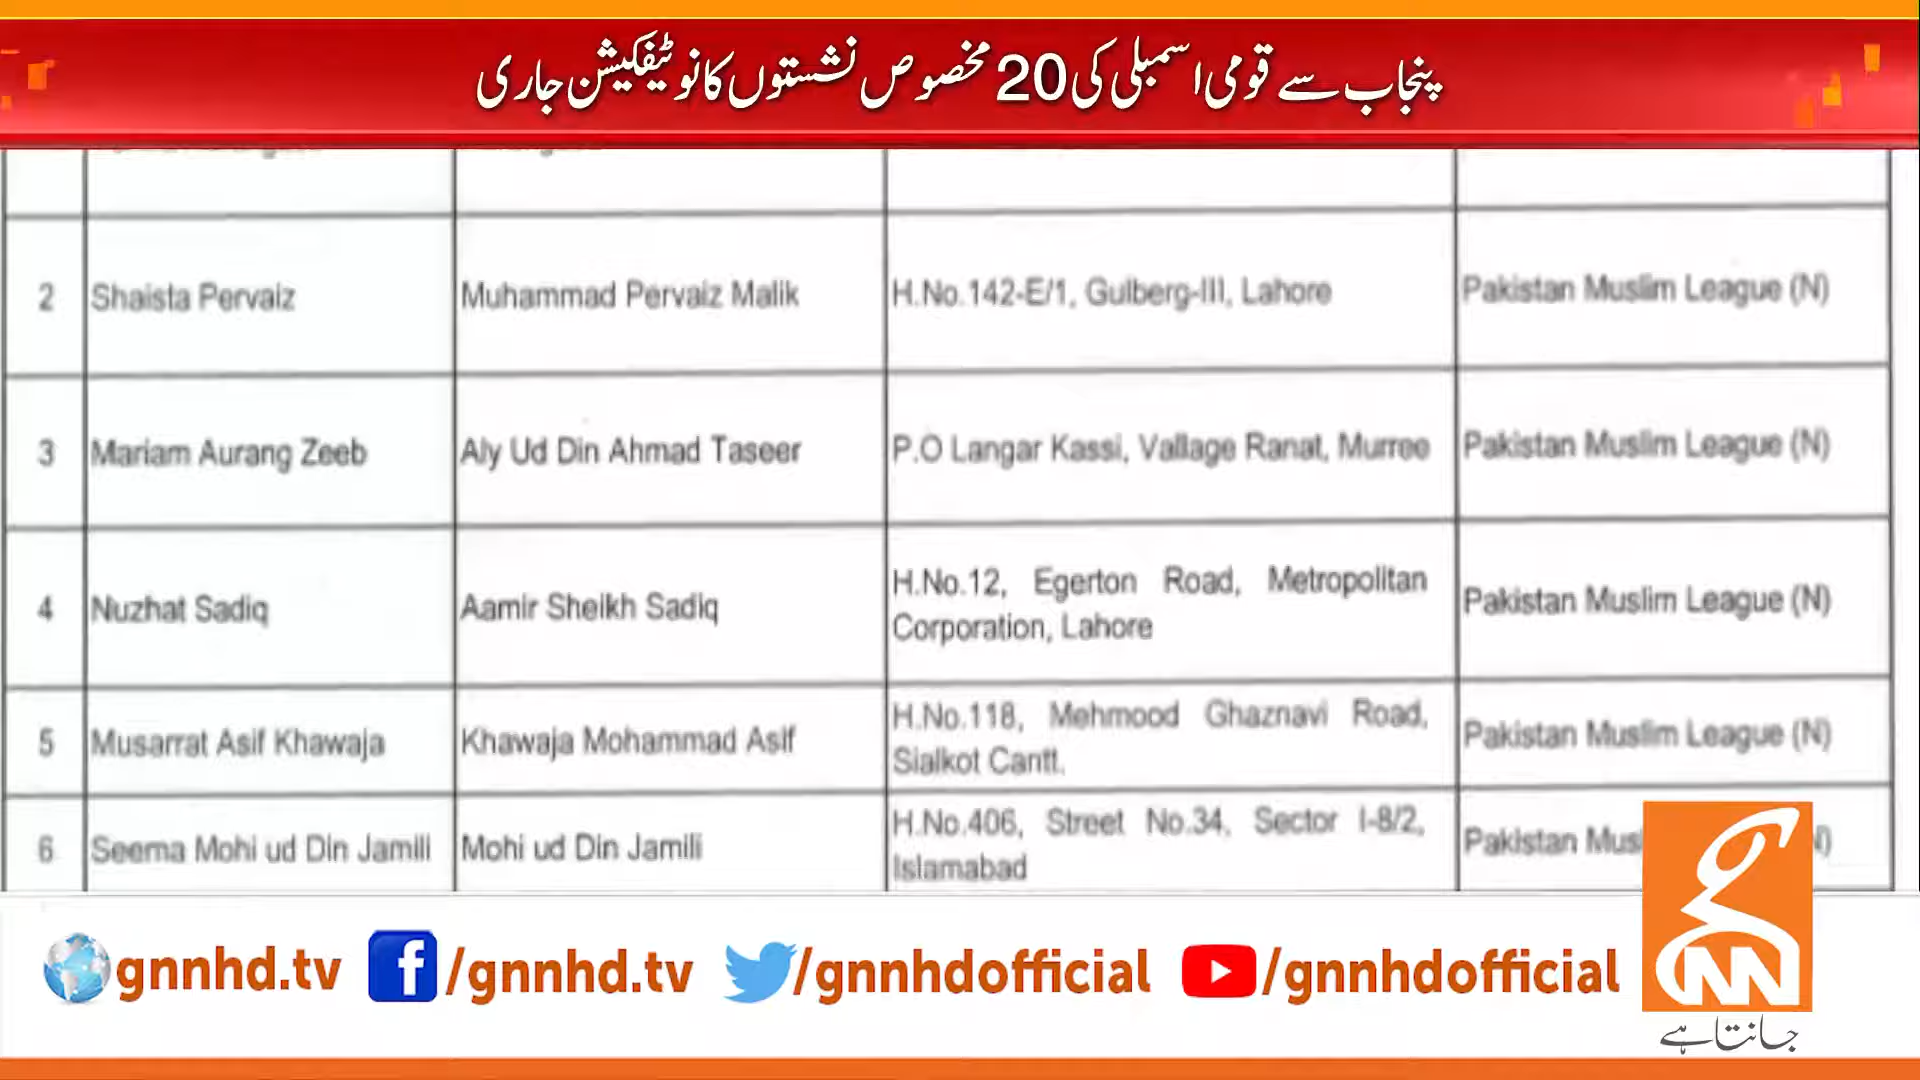 پنجاب سے قومی اسمبلی کی 20 مخصوص نشستوں کا نوٹیفکیشن جاری
2 Shaista Pervaiz Muhammad Pervaiz Malik H.No.142-E/1, Gulberg-III, Lahore Pakistan Muslim League (N)
3 Mariam Aurang Zeeb Aly Ud Din Ahmad Taseer P.O Langar Kassi, Vallage Ranat, Murree Pakistan Muslim League (N)
4 Nuzhat Sadiq Aamir Sheikh Sadiq H.No.12, Egerton Road, Metropolitan
Corporation, Lahore Pakistan Muslim League (N)
5 Musarrat Asif Khawaja Khawaja Mohammad Asif H.No.118, Mehmood Ghaznavi Road,
Sialkot Cantt. Pakistan Muslim League (N)
6 Seema Mohi ud Din Jamili Mohi ud Din Jamili H.No.406, Street No.34, Sector I-8/2,
Islamabad Pakistan Mus N)
gnnhd.tv /gnnhd.tv /gnnhdofficial /gnnhdofficial
GNN
جانتا ہے